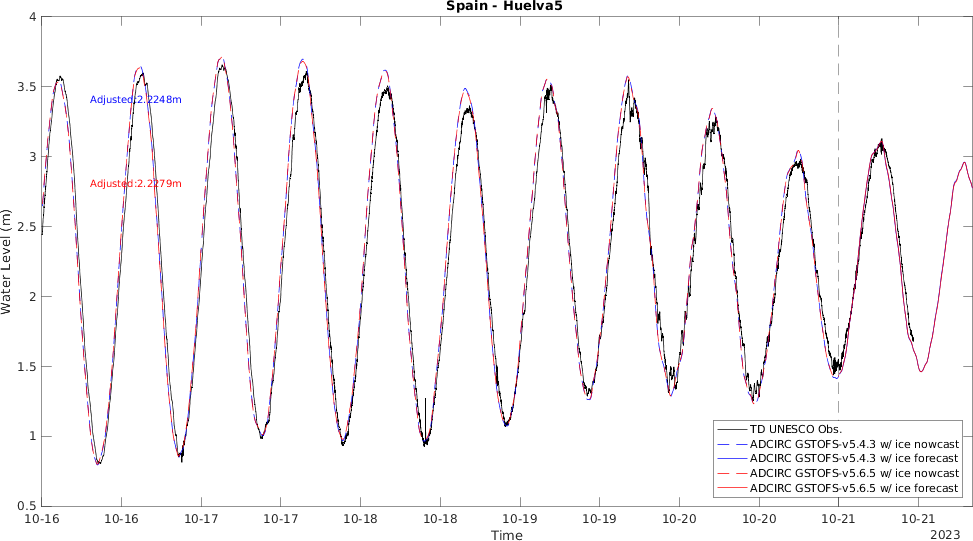 Spain - Huelva5
4
3.5
3
2.5
2
1.5
1
0.5
Water Level (m)
Adjusted:2.2248m
Adjusted:2.2279m
TD UNESCO Obs.
ADCIRC GSTOFS-v5.4.3 w/ ice nowcast
ADCIRC GSTOFS-v5.4.3 w/ ice forecast
ADCIRC GSTOFS-v5.6.5 w/ ice nowcast
ADCIRC GSTOFS-v5.6.5 w/ ice forecast
10-16 10-16 10-17 10-17 10-18 10-18 10-19 10-19 10-20 10-20 10-21 10-21
Time
2023